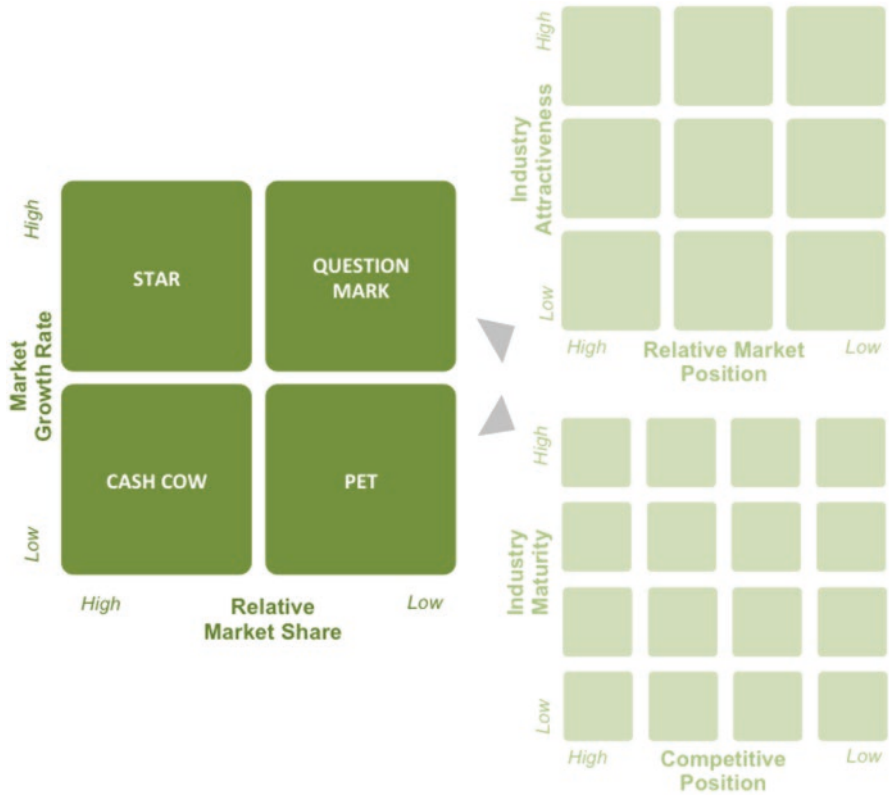 High
Market
Growth Rate
Low
STAR
QUESTION
MARK
CASH COW
PET
High
Relative
Market Share
Low
High
Industry
Attractiveness
Low
High
Relative Market
Position
Low
High
Industry
Maturity
Low
High
Competitive
Position
Low